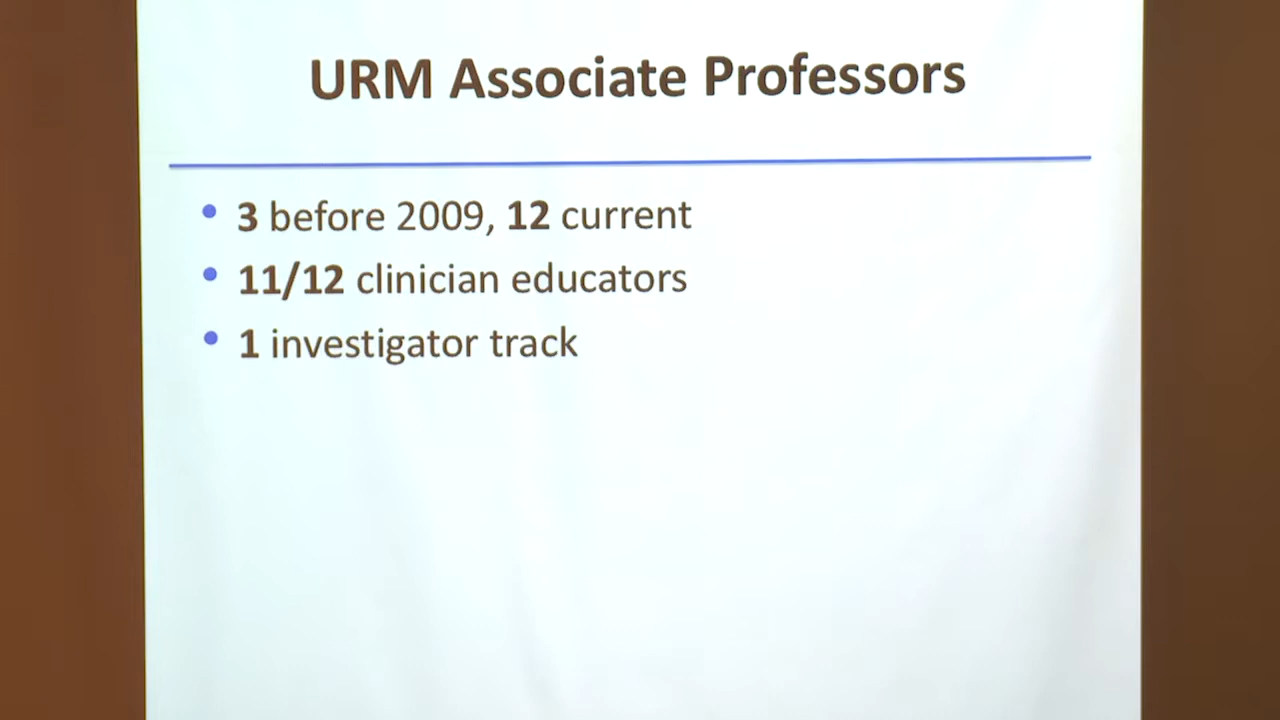 URM Associate Professors
• 3 before 2009, 12 current
• 11/12 clinician educators
• 1 investigator track